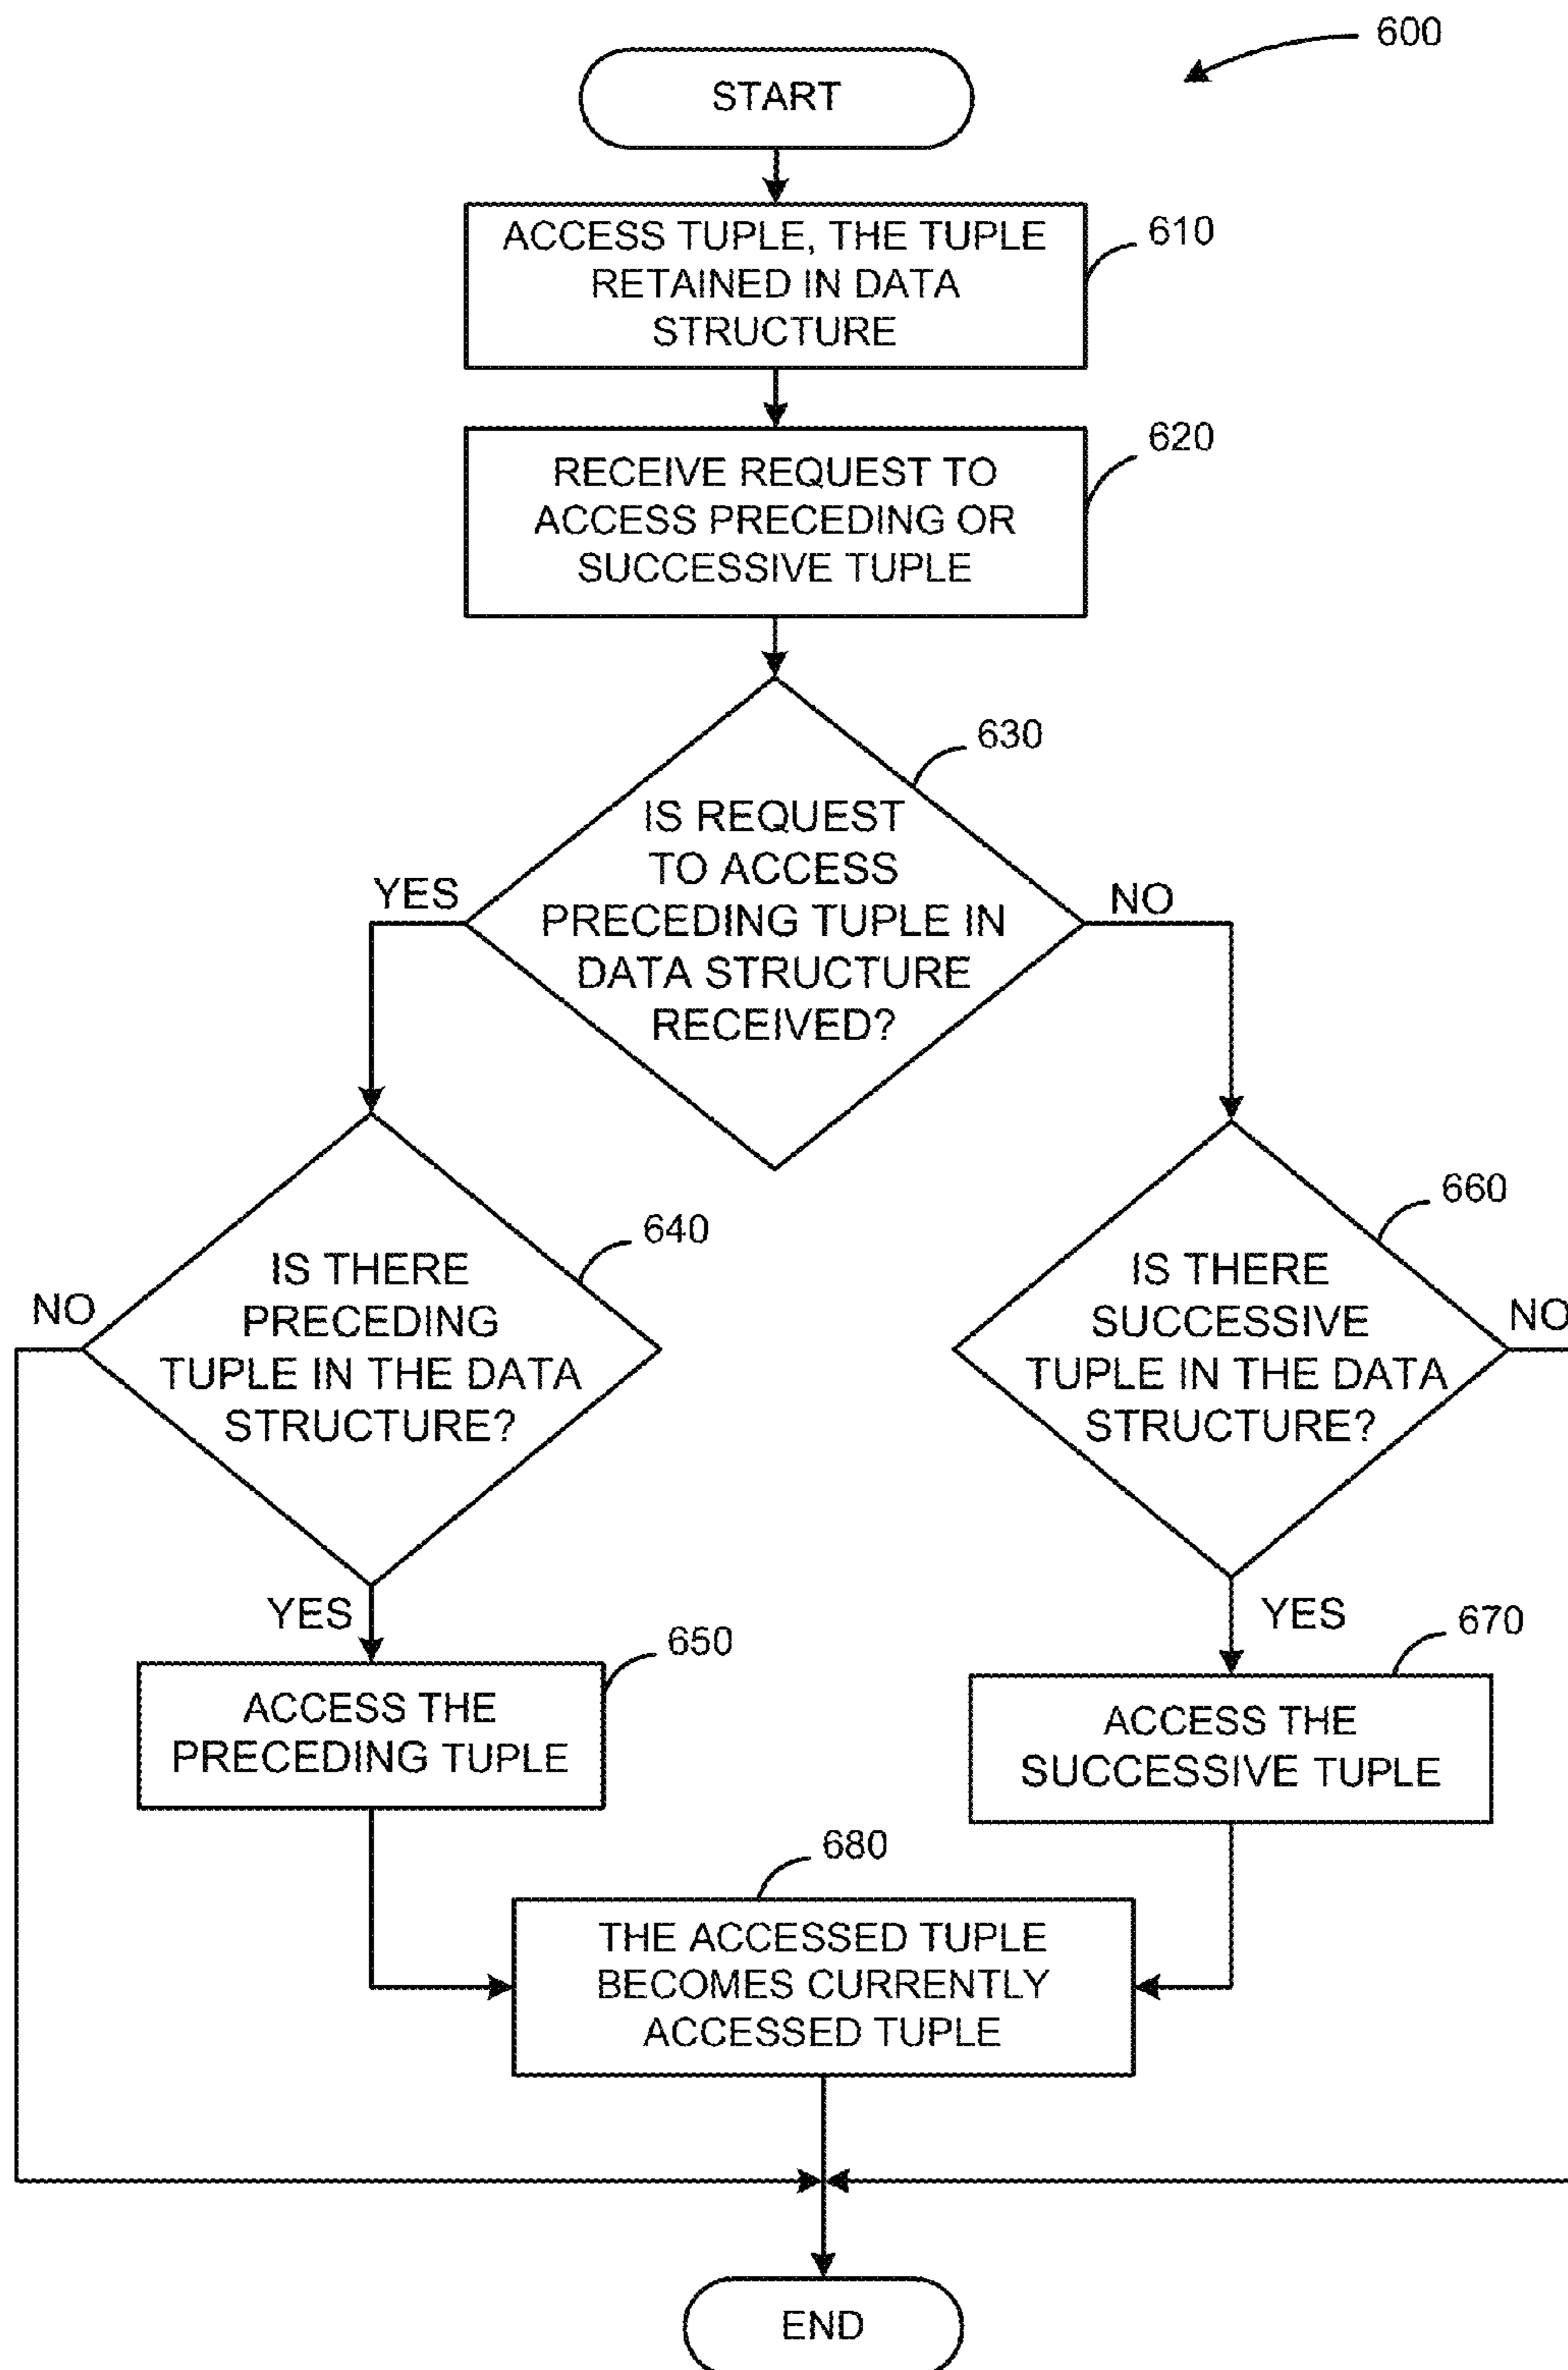 600
START
ACCESS TUPLE, THE TUPLE
RETAINED IN DATA
STRUCTURE
610
RECEIVE REQUEST TO
ACCESS PRECEDING OR
SUCCESSIVE TUPLE
620
630
IS REQUEST
TO ACCESS
PRECEDING TUPLE IN
DATA STRUCTURE
RECEIVED?
YES
NO
640
IS THERE
PRECEDING
TUPLE IN THE DATA
STRUCTURE?
NO
YES
660
IS THERE
SUCCESSIVE
TUPLE IN THE DATA
STRUCTURE?
NO
YES
650
ACCESS THE
PRECEDING TUPLE
670
ACCESS THE
SUCCESSIVE TUPLE
680
THE ACCESSED TUPLE
BECOMES CURRENTLY
ACCESSED TUPLE
END